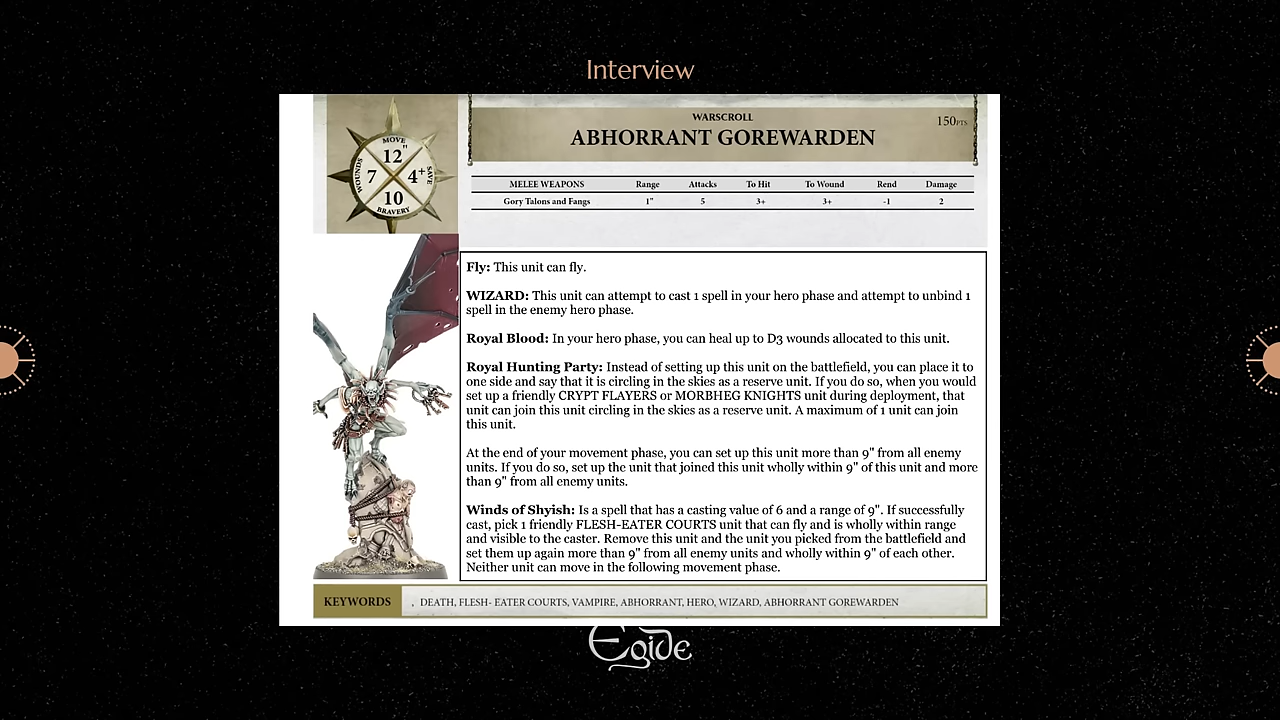 Interview
WARSCROLL
150PTS
ABHORRANT GOREWARDEN
MOVE
12"
WOUNDS 7 4+ SAVE
10
BRAVERY
MELEE WEAPONS Range Attacks To Hit To Wound Rend Damage
Gory Talons and Fangs 1" 5 3+ 3+ -1 2
Fly: This unit can fly.
WIZARD: This unit can attempt to cast 1 spell in your hero phase and attempt to unbind 1
spell in the enemy hero phase.
Royal Blood: In your hero phase, you can heal up to D3 wounds allocated to this unit.
Royal Hunting Party: Instead of setting up this unit on the battlefield, you can place it to
one side and say that it is circling in the skies as a reserve unit. If you do so, when you would
set up a friendly CRYPT FLAYERS or MORBHEG KNIGHTS unit during deployment, that
unit can join this unit circling in the skies as a reserve unit. A maximum of 1 unit can join
this unit.
At the end of your movement phase, you can set up this unit more than 9" from all enemy
units. If you do so, set up the unit that joined this unit wholly within 9" of this unit and more
than 9" from all enemy units.
Winds of Shyish: Is a spell that has a casting value of 6 and a range of 9". If successfully
cast, pick 1 friendly FLESH-EATER COURTS unit that can fly and is wholly within range
and visible to the caster. Remove this unit and the unit you picked from the battlefield and
set them up again more than 9" from all enemy units and wholly within 9" of each other.
Neither unit can move in the following movement phase.
KEYWORDS , DEATH, FLESH- EATER COURTS, VAMPIRE, ABHORRANT, HERO, WIZARD, ABHORRANT GOREWARDEN
Egide